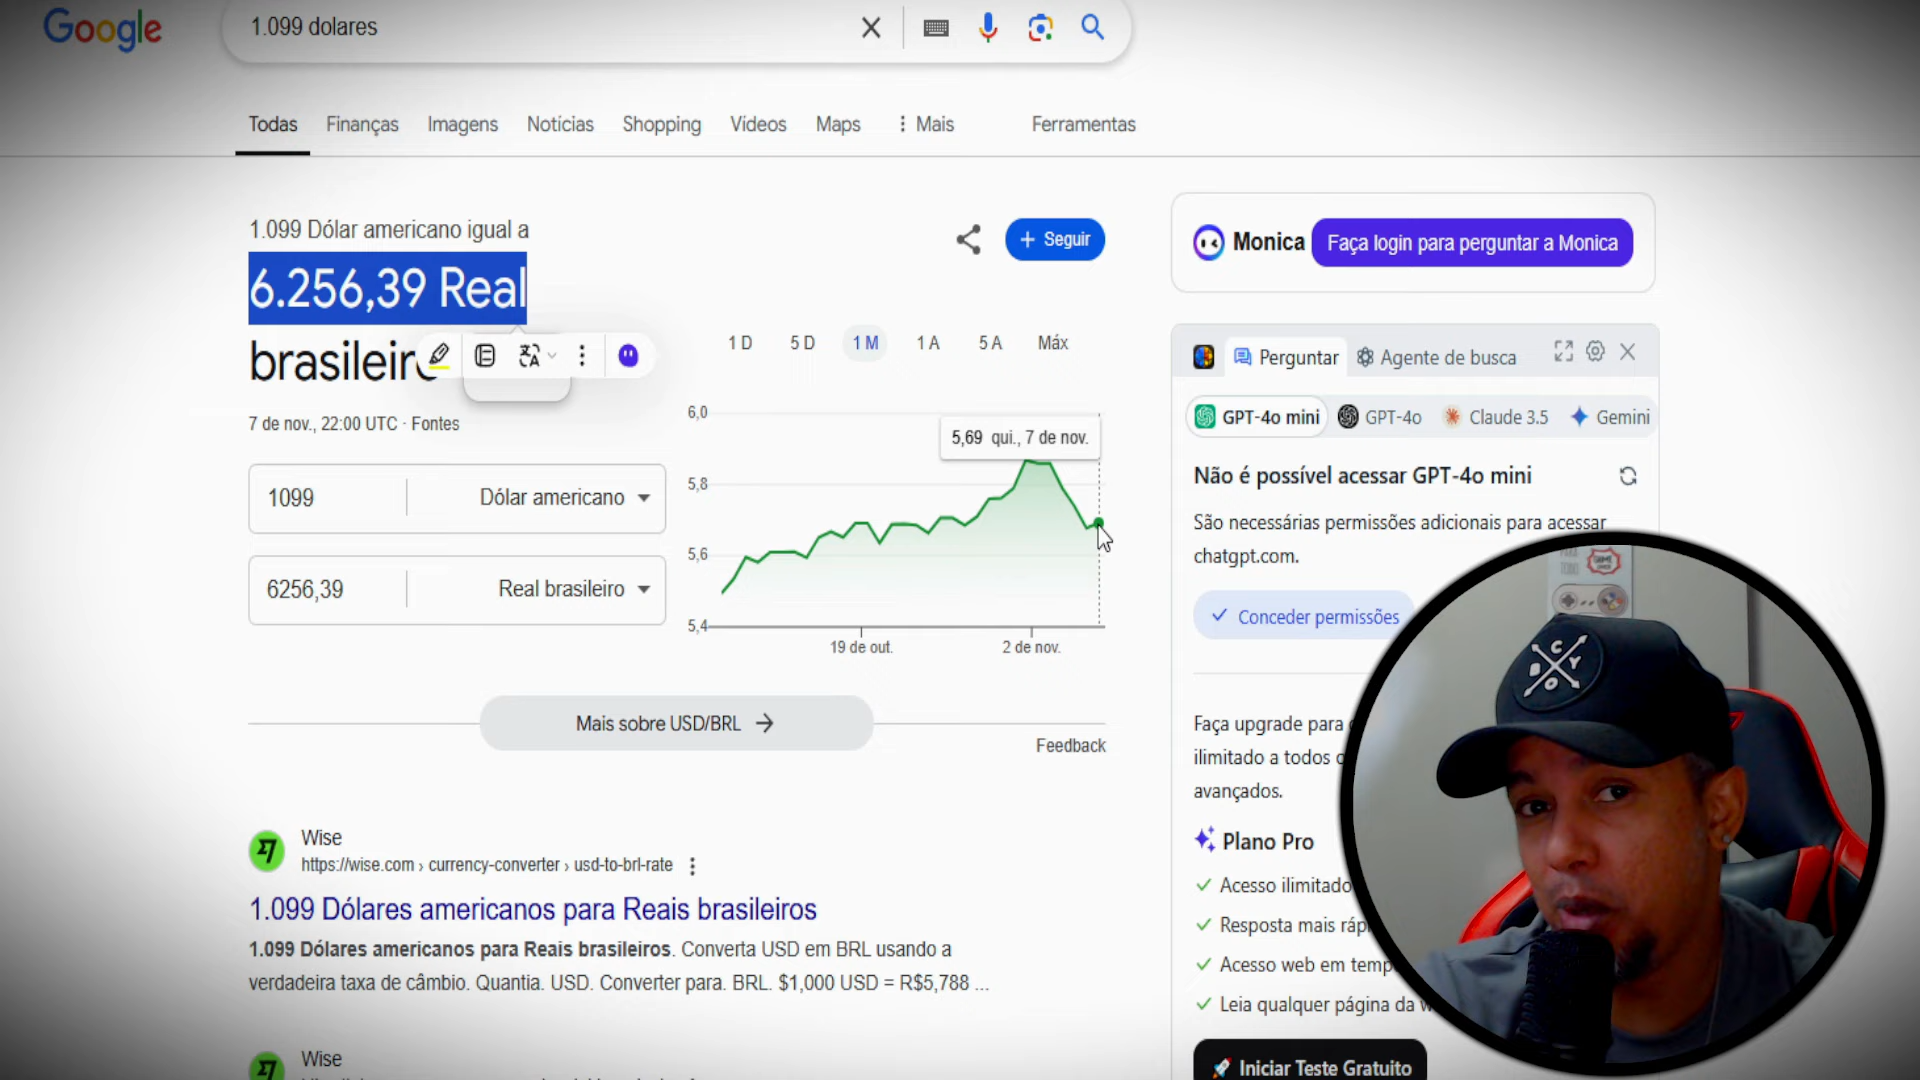 Google
1.099 dolares
Todas
Finanças
Imagens
Notícias
Shopping
Vídeos
Maps
Mais
Ferramentas
1.099 Dólar americano igual a
6.256,39 Real
brasileiro
7 de nov., 22:00 UTC · Fontes
Seguir
1099
Dólar americano
6256,39
Real brasileiro
1 D
5 D
1 M
1 A
5 A
Máx
6,0
5,8
5,6
5,4
5,69 qui., 7 de nov.
19 de out.
2 de nov.
Mais sobre USD/BRL
Feedback
Wise
https://wise.com › currency-converter › usd-to-brl-rate
1.099 Dólares americanos para Reais brasileiros
1.099 Dólares americanos para Reais brasileiros. Converta USD em BRL usando a
verdadeira taxa de câmbio. Quantia. USD. Converter para. BRL. $1,000 USD = R$5,788 ...
Wise
Monica
Faça login para perguntar a Monica
Perguntar
Agente de busca
GPT-4o mini
GPT-4o
Claude 3.5
Gemini
Não é possível acessar GPT-4o mini
São necessárias permissões adicionais para acessar
chatgpt.com.
Conceder permissões
Faça upgrade para
ilimitado a todos
avançados.
Plano Pro
Acesso ilimitado
Resposta mais ráp
Acesso web em temp
Leia qualquer página da
Iniciar Teste Gratuito
C
D Y
O